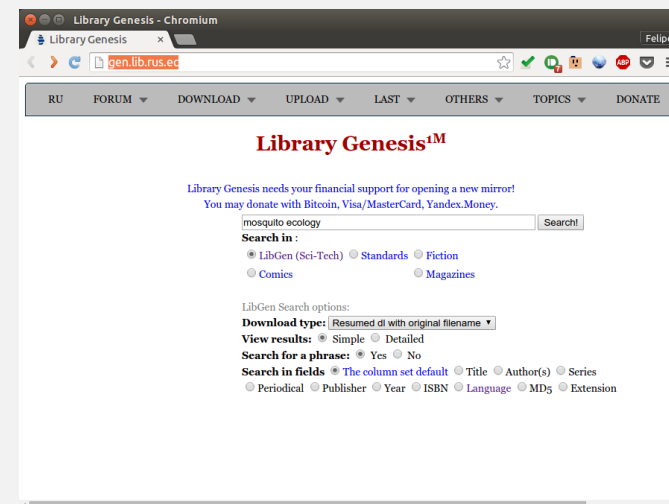 Library Genesis - Chromium
Library Genesis ×
Felipe
gen.lib.rus.ec
7
ABP
RU FORUM DOWNLOAD UPLOAD LAST OTHERS TOPICS DONATE
Library Genesis1M
Library Genesis needs your financial support for opening a new mirror!
You may donate with Bitcoin, Visa/MasterCard, Yandex.Money.
mosquito ecology Search!
Search in :
LibGen (Sci-Tech) Standards Fiction
Comics Magazines
LibGen Search options:
Download type: Resumed dl with original filename
View results: Simple Detailed
Search for a phrase: Yes No
Search in fields The column set default Title Author(s) Series
Periodical Publisher Year ISBN Language MD5 Extension